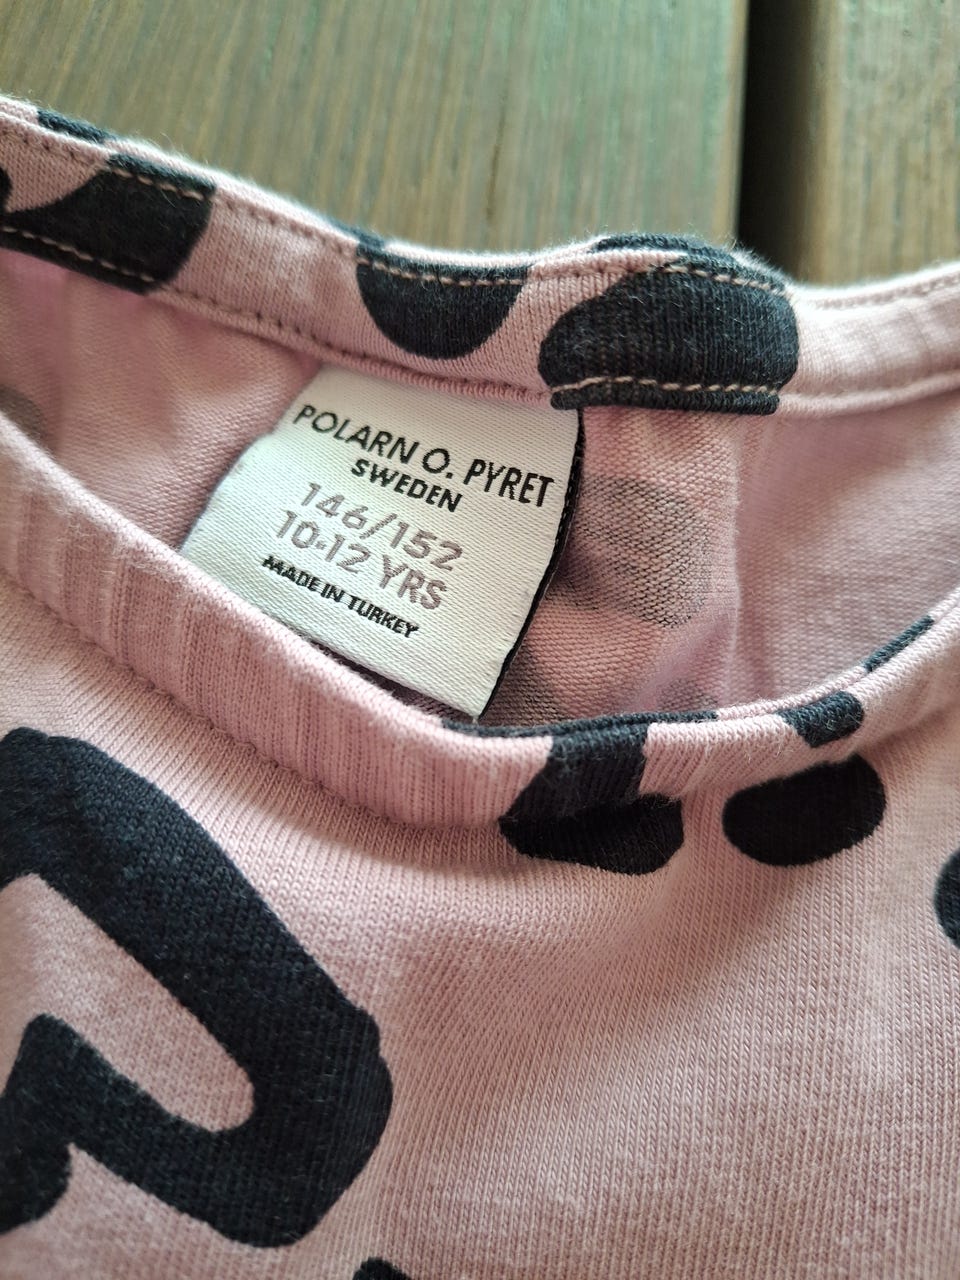 POLARN O. PYRET
SWEDEN
146/152
10-12 YRS
MADE IN TURKEY